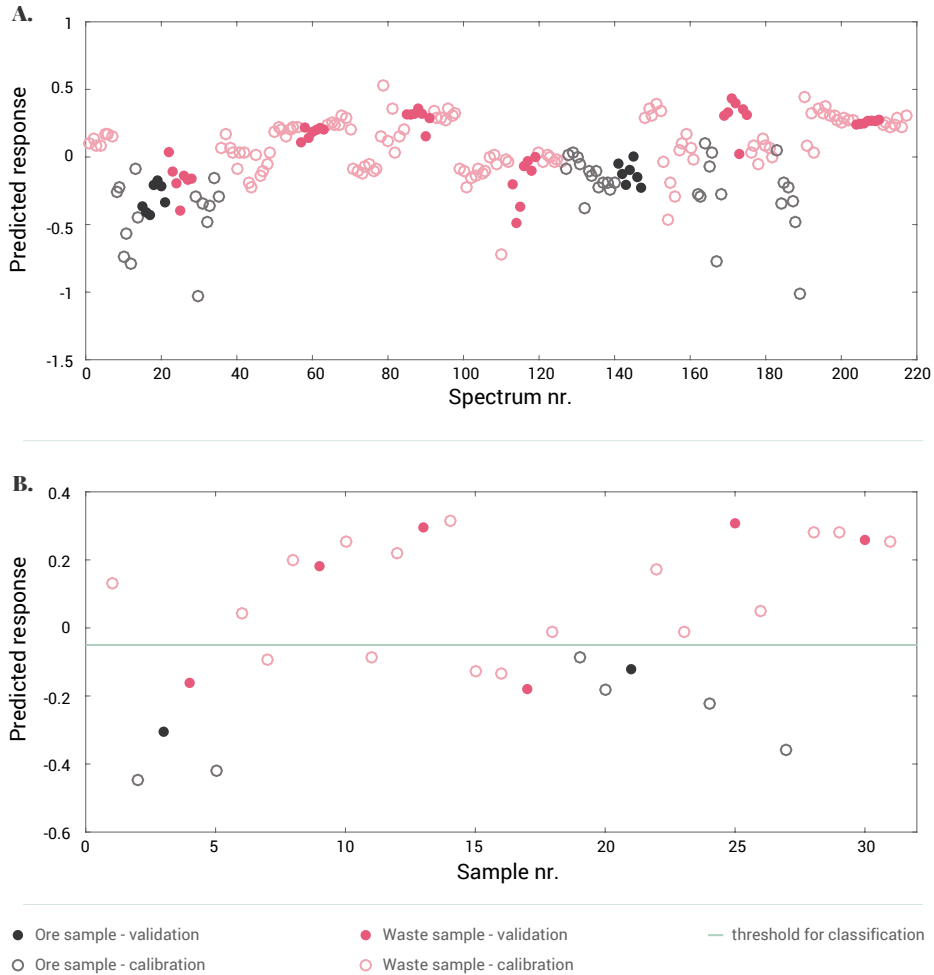 A.
1
0.5
0
-0.5
-1
-1.5
Predicted response
0 20 40 60 80 100 120 140 160 180 200 220
Spectrum nr.
B.
0.4
0.2
0
-0.2
-0.4
-0.6
Predicted response
0 5 10 15 20 25 30
Sample nr.
Ore sample - validation Waste sample - validation threshold for classification
Ore sample - calibration Waste sample - calibration